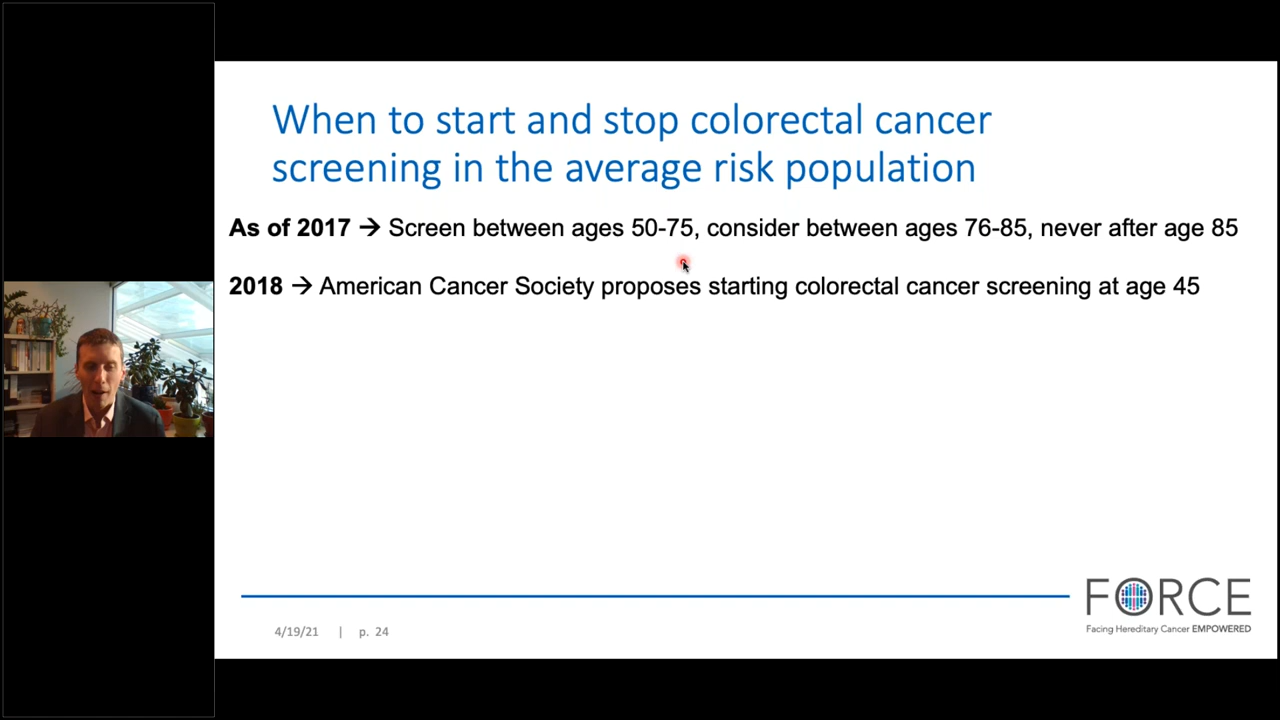 When to start and stop colorectal cancer
screening in the average risk population
As of 2017 → Screen between ages 50-75, consider between ages 76-85, never after age 85
2018 → American Cancer Society proposes starting colorectal cancer screening at age 45
4/19/21 | p. 24
FORCE
Facing Hereditary Cancer EMPOWERED